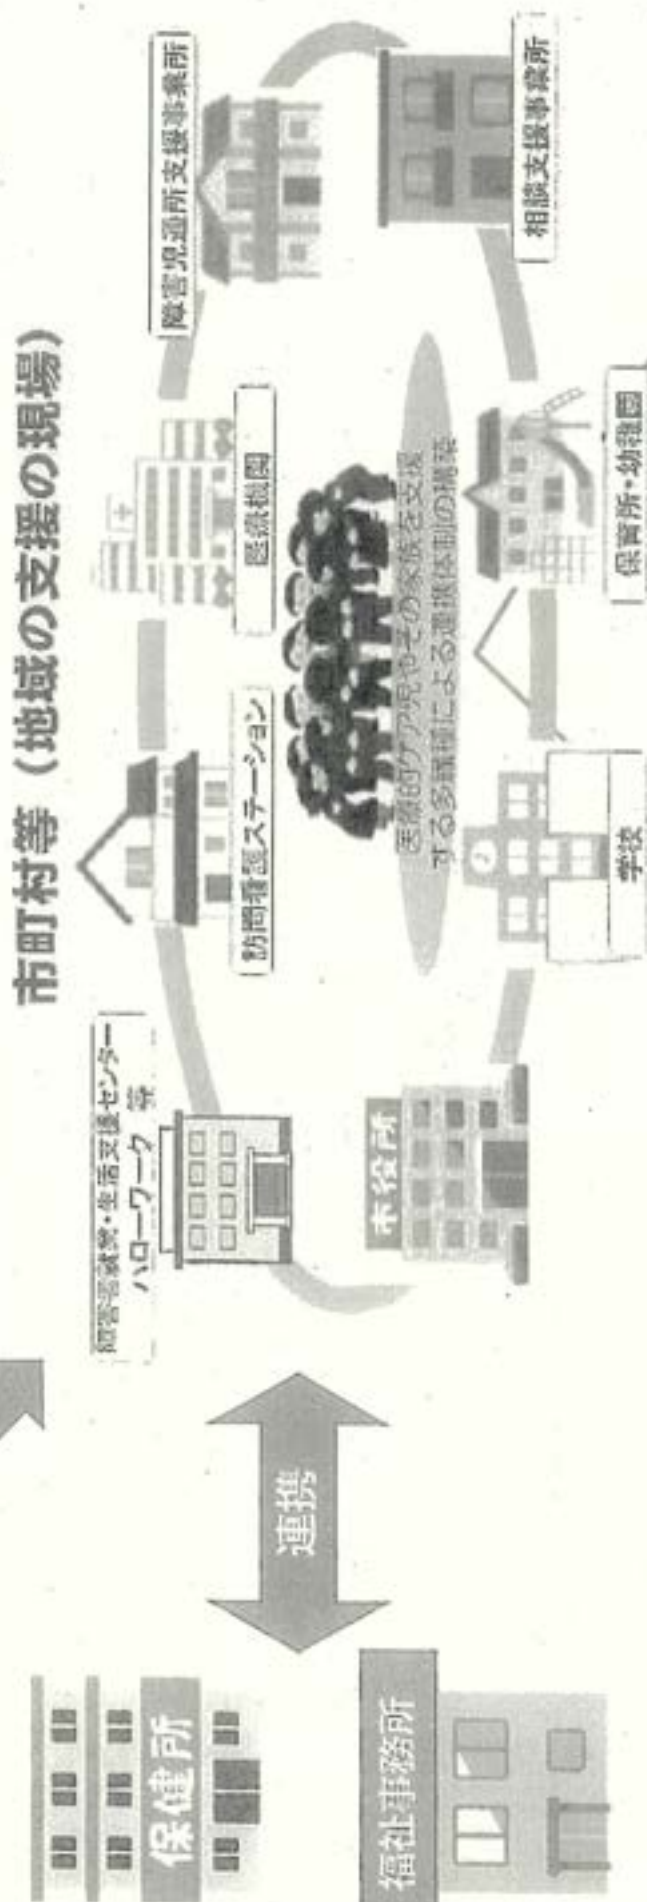 市町村等（地域の支援の現場）
障害者就労・生活支援センター
ハローワーク 等
訪問看護ステーション
医療機関
障害児通所支援事業所
相談支援事業所
保育所・幼稚園
学校
市役所
医療的ケア児やその家族を支援
する多職種による連携体制の構築
連携
保健所
福祉事務所